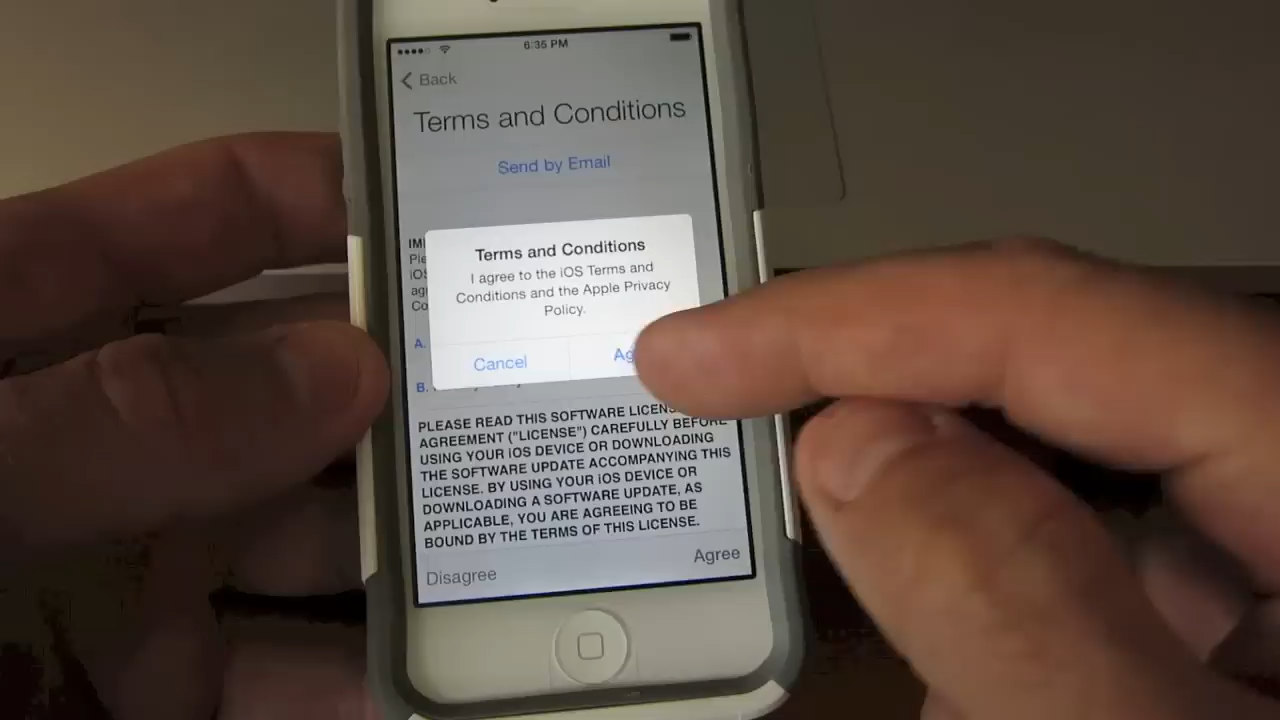 6:35 PM
Back
Terms and Conditions
Send by Email
Terms and Conditions
I agree to the iOS Terms and
Conditions and the Apple Privacy
Policy.
Cancel
A.
B.
PLEASE READ THIS SOFTWARE
AGREEMENT ("LICENSE") CAREFULLY BEFORE
USING YOUR iOS DEVICE OR DOWNLOADING
THE SOFTWARE UPDATE ACCOMPANYING THIS
LICENSE. BY USING YOUR iOS DEVICE OR
DOWNLOADING A SOFTWARE UPDATE, AS
APPLICABLE, YOU ARE AGREEING TO BE
BOUND BY THE TERMS OF THIS LICENSE.
Disagree
Agree